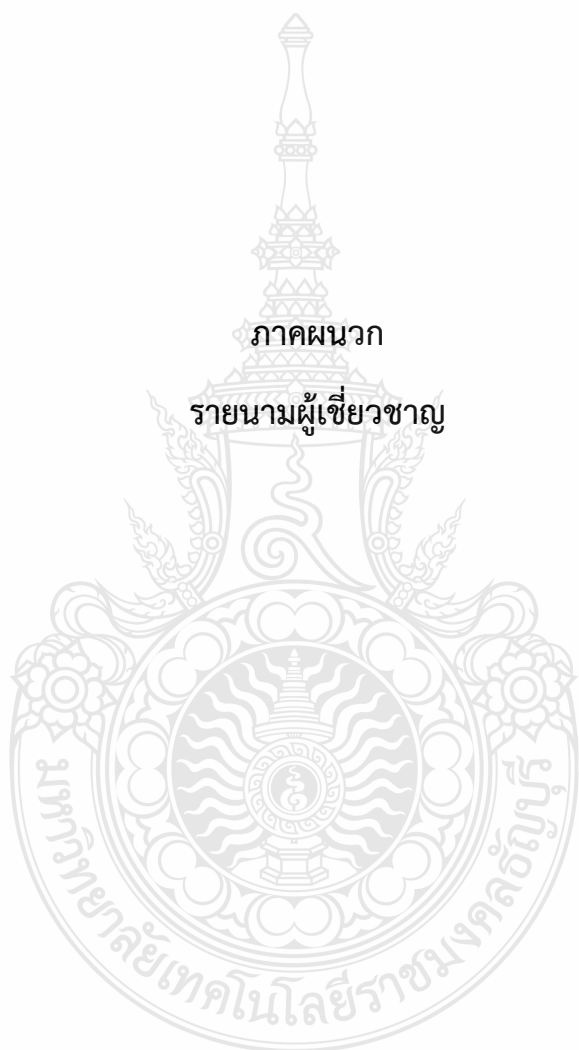 ภาคผนวก
รายนามผู้เชี่ยวชาญ
มหาวิทยาลัยเทคโนโลยีราชมงคลธัญบุรี